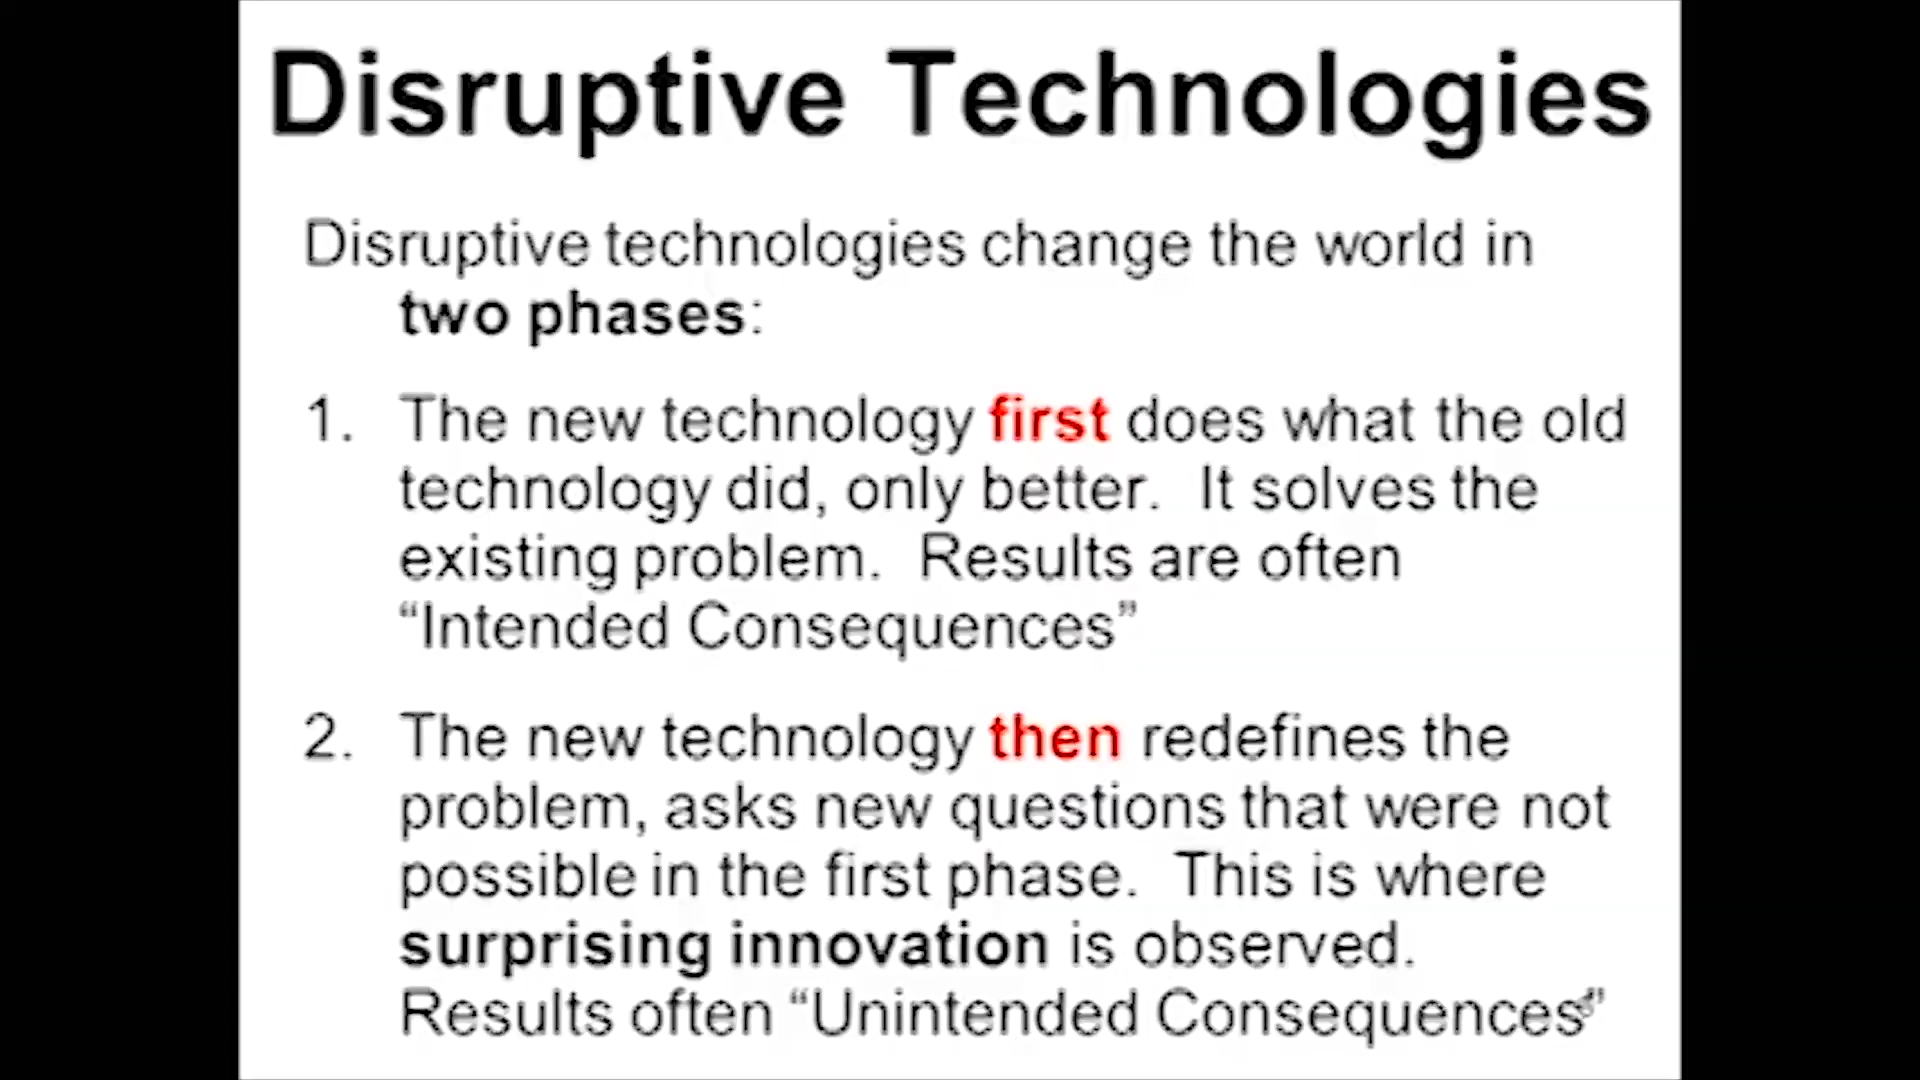 Disruptive Technologies
Disruptive technologies change the world in
two phases:
1. The new technology first does what the old
technology did, only better. It solves the
existing problem. Results are often
“Intended Consequences”
2. The new technology then redefines the
problem, asks new questions that were not
possible in the first phase. This is where
surprising innovation is observed.
Results often “Unintended Consequences”